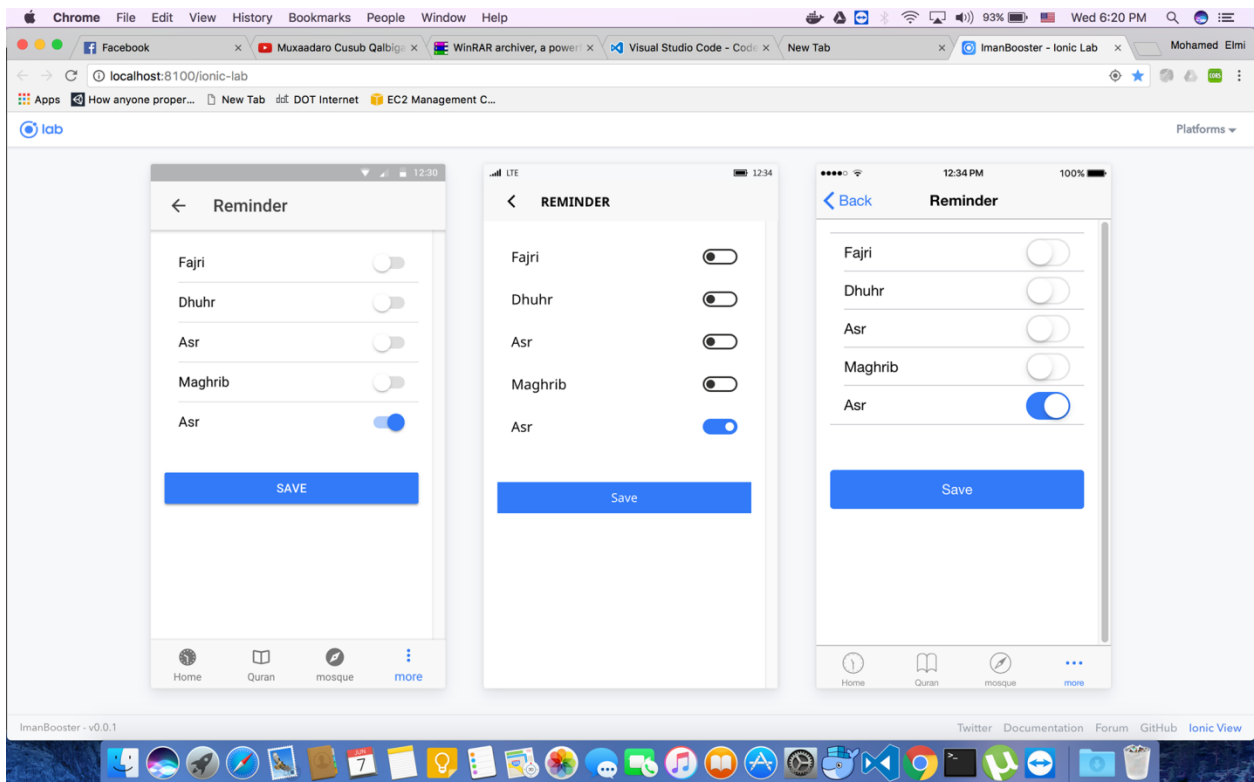 Chrome File Edit View History Bookmarks People Window Help 93% Wed 6:20 PM
Facebook Muxaadaro Cusub Qalbiga WinRAR archiver, a powerf Visual Studio Code - Code New Tab ImanBooster - Ionic Lab Mohamed Elmi
localhost:8100/ionic-lab CORS
Apps How anyone proper... New Tab dot DOT Internet EC2 Management C...
lab Platforms
12:30
Reminder
Fajri
Dhuhr
Asr
Maghrib
Asr
SAVE
Home Quran mosque more
LTE 12:34
REMINDER
Fajri
Dhuhr
Asr
Maghrib
Asr
Save
12:34 PM 100%
Back Reminder
Fajri
Dhuhr
Asr
Maghrib
Asr
Save
Home Quran mosque more
ImanBooster - v0.0.1 Twitter Documentation Forum GitHub Ionic View
JUN
7